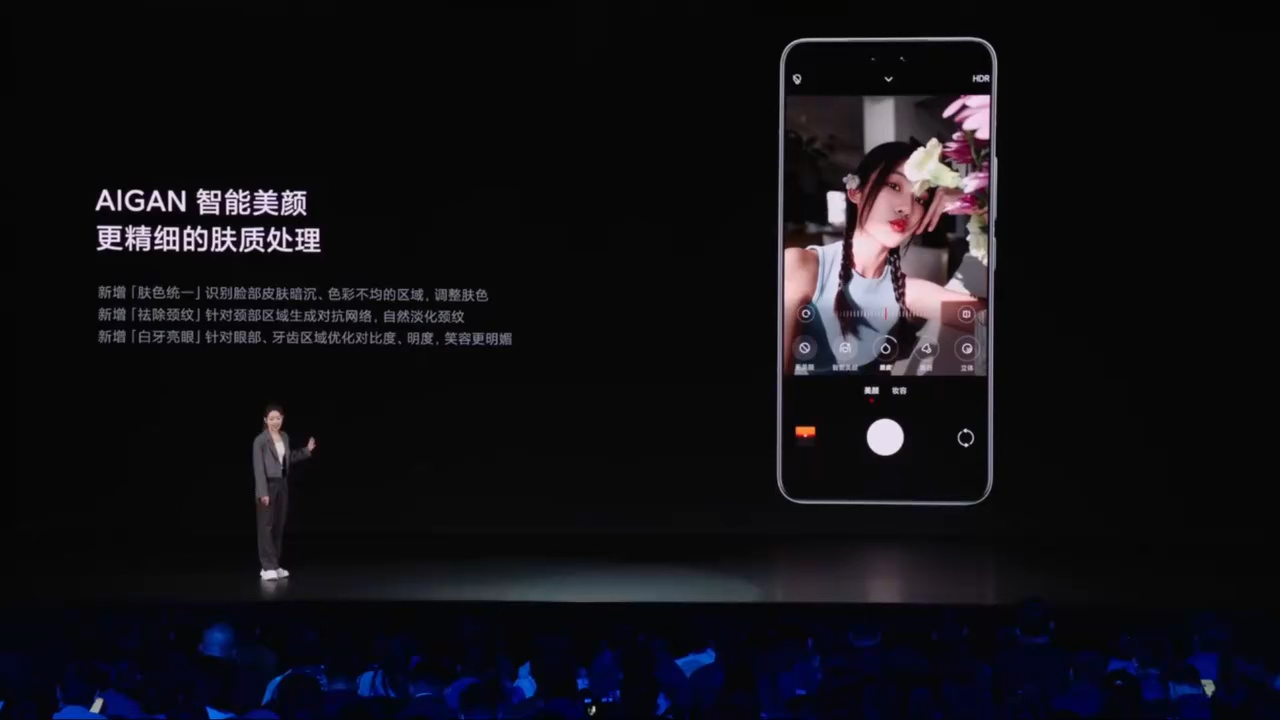 AIGAN 智能美颜
更精细的肤质处理
新增「肤色统一」识别脸部皮肤暗沉、色彩不均的区域，调整肤色
新增「祛除颈纹」针对颈部区域生成对抗网络，自然淡化颈纹
新增「白牙亮眼」针对眼部、牙齿区域优化对比度、明度，笑容更明媚
HDR
立体
美颜 妆容